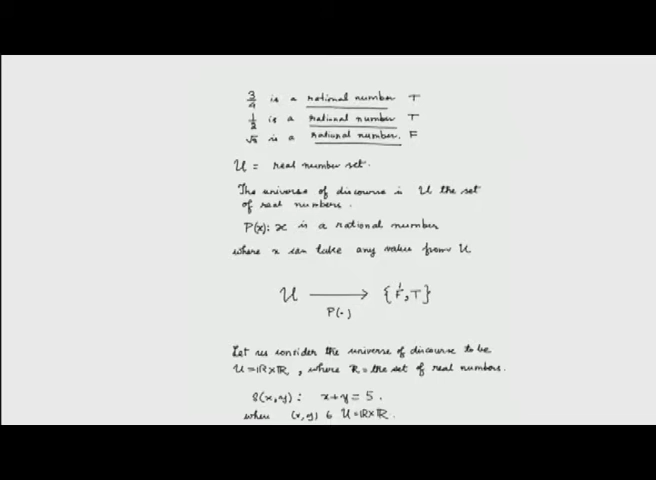 3/4 is a rational number T
1/2 is a rational number T
is a rational number. F
U = real number set.
The universe of discourse is U the set
of real numbers.
P(x): x is a rational number
where x can take any value from U
U ⟶ {F, T}
P(·)
Let us consider the universe of discourse to be
U = ℝ×ℝ, where ℝ = the set of real numbers.
S(x,y): x+y = 5.
when (x,y) ∈ U = ℝ×ℝ.